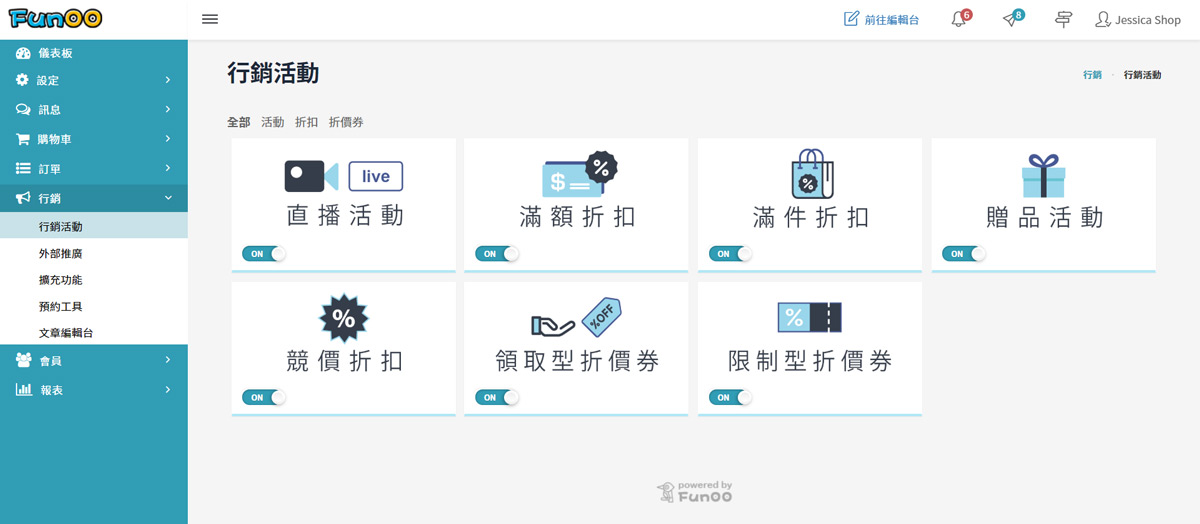 FunOO
前往編輯台
6
8
Jessica Shop
儀表板
設定
訊息
購物車
訂單
行銷
行銷活動
外部推廣
擴充功能
預約工具
文章編輯台
會員
報表
行銷活動
行銷 · 行銷活動
全部 活動 折扣 折價券
live
直播活動
ON
$ %
滿額折扣
ON
%
滿件折扣
ON
贈品活動
ON
%
競價折扣
ON
%OFF
領取型折價券
ON
%
限制型折價券
ON
powered by
FunOO